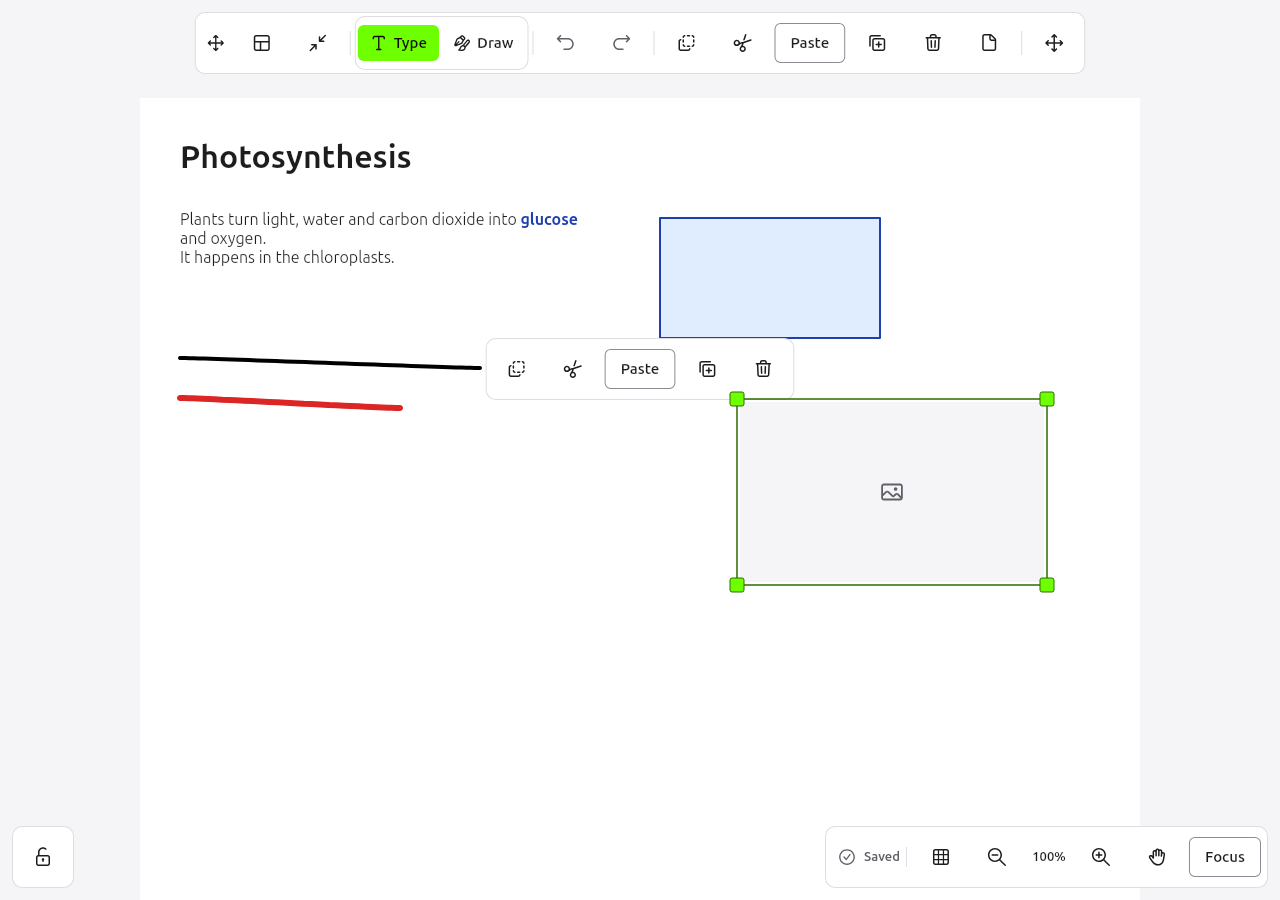 Type Draw Paste
Photosynthesis
Plants turn light, water and carbon dioxide into glucose
and oxygen.
It happens in the chloroplasts.
Paste
Saved 100% Focus